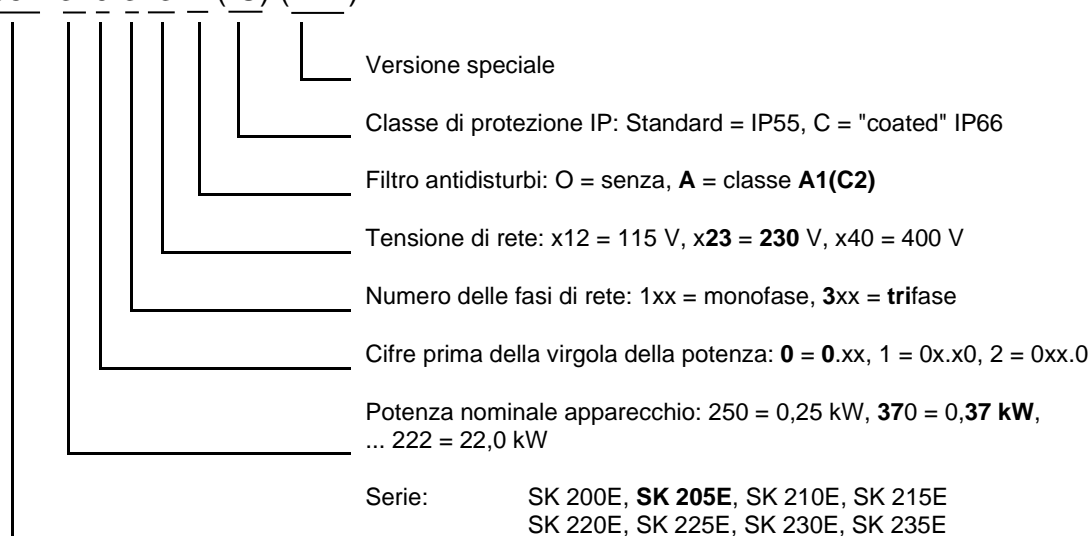 Versione speciale
Classe di protezione IP: Standard = IP55, C = "coated" IP66
Filtro antidisturbi: O = senza, A = classe A1(C2)
Tensione di rete: x12 = 115 V, x23 = 230 V, x40 = 400 V
Numero delle fasi di rete: 1xx = monofase, 3xx = trifase
Cifre prima della virgola della potenza: 0 = 0.xx, 1 = 0x.x0, 2 = 0xx.0
Potenza nominale apparecchio: 250 = 0,25 kW, 370 = 0,37 kW,
... 222 = 22,0 kW
Serie: SK 200E, SK 205E, SK 210E, SK 215E
SK 220E, SK 225E, SK 230E, SK 235E